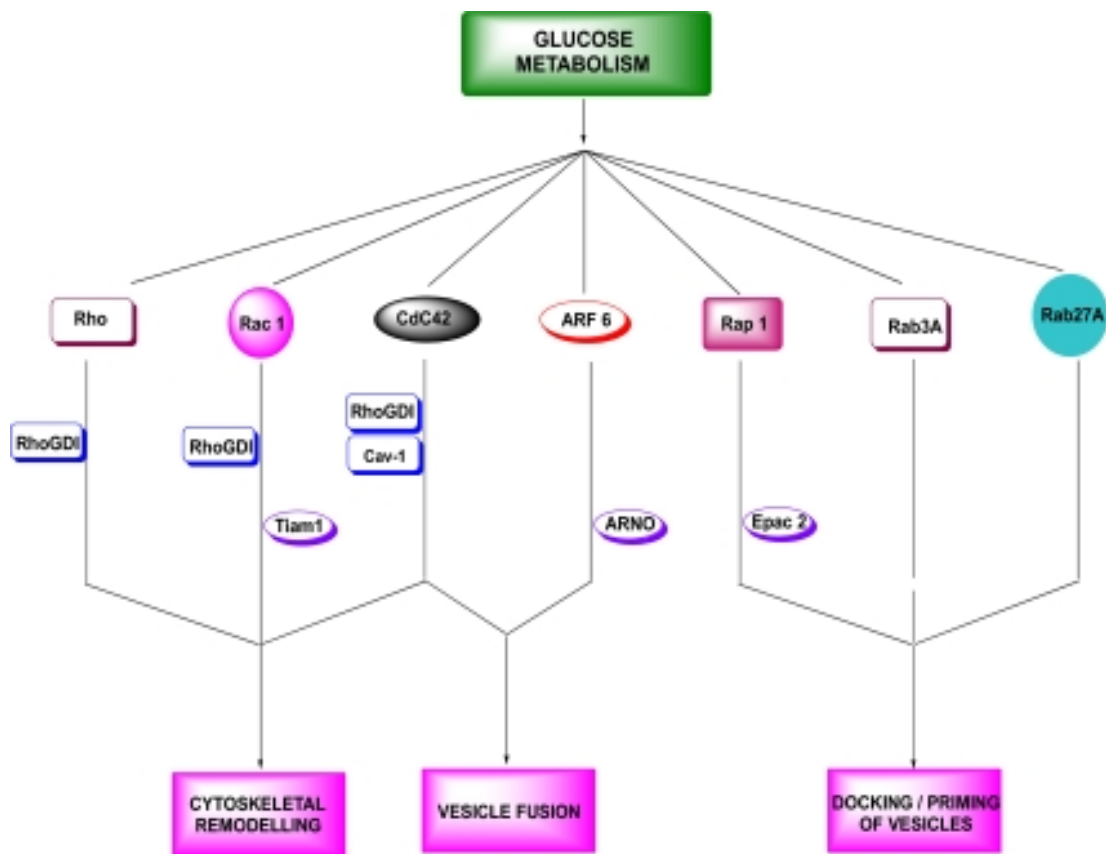 GLUCOSE
METABOLISM
Rho
Rac 1
CdC42
ARF 6
Rap 1
Rab3A
Rab27A
RhoGDI
RhoGDI
RhoGDI
Cav-1
Tiam1
ARNO
Epac 2
CYTOSKELETAL
REMODELLING
VESICLE FUSION
DOCKING / PRIMING
OF VESICLES